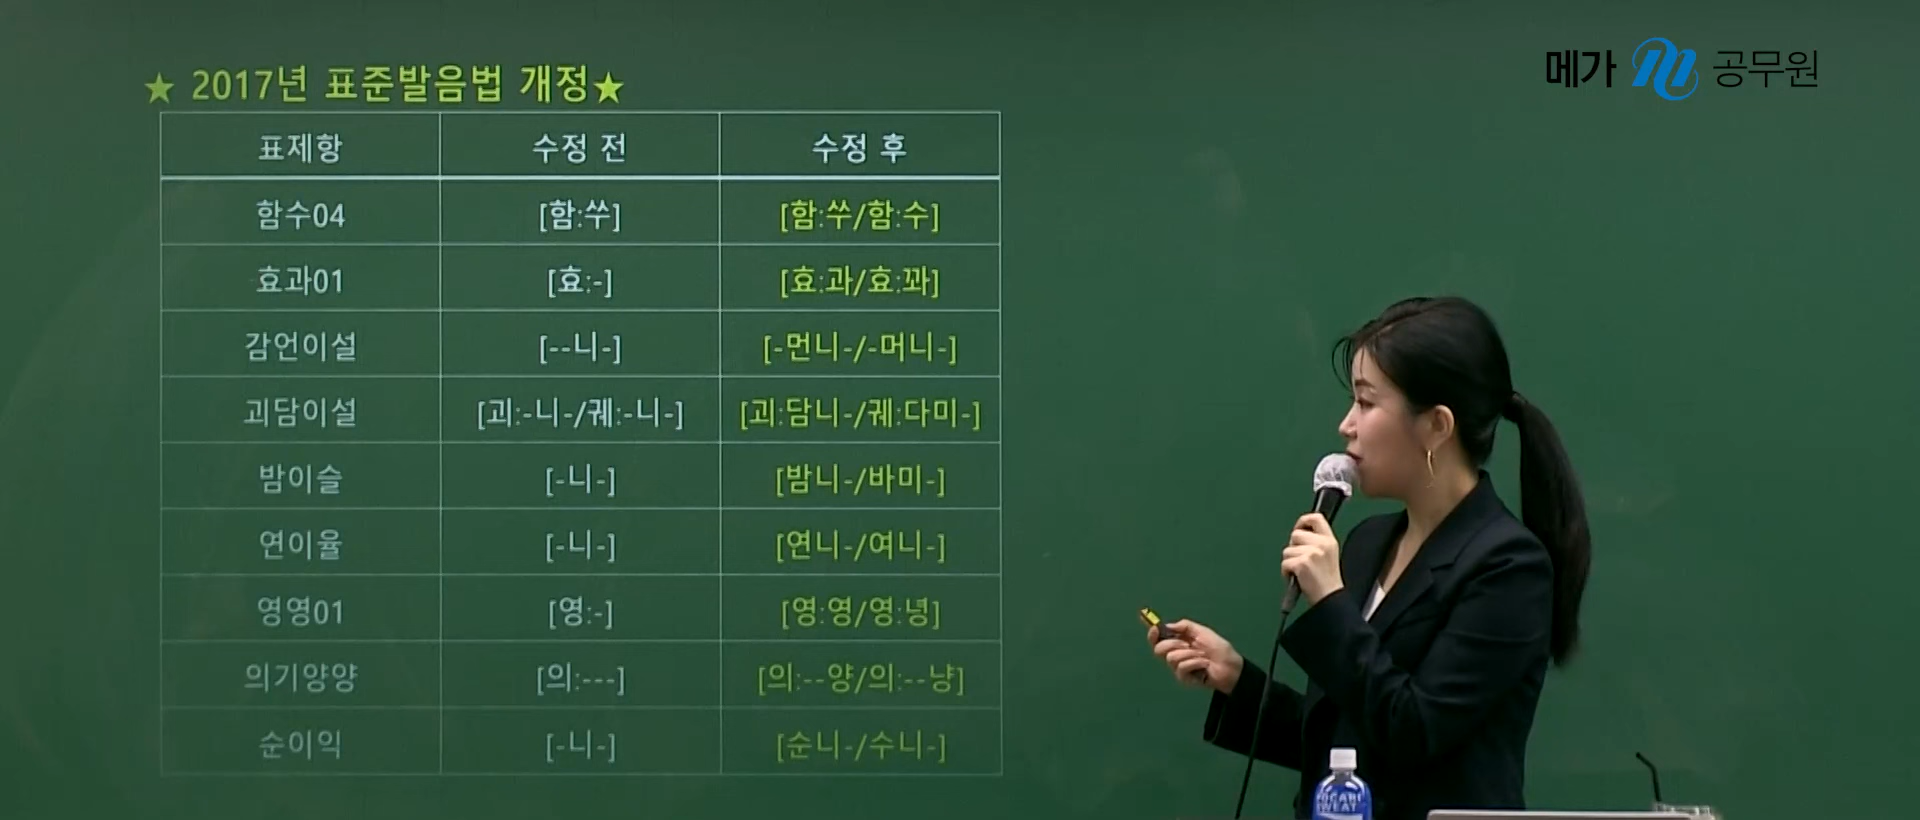 메가 공무원
★ 2017년 표준발음법 개정★
표제항 수정 전 수정 후
함수04 [함:쑤] [함:쑤/함:수]
효과01 [효:-] [효:과/효:꽈]
감언이설 [--니-] [-먼니-/-머니-]
괴담이설 [괴:-니-/궤:-니-] [괴:담니-/궤:다미-]
밤이슬 [-니-] [밤니-/바미-]
연이율 [-니-] [연니-/여니-]
영영01 [영:-] [영:영/영:녕]
의기양양 [의:---] [의:--양/의:--냥]
순이익 [-니-] [순니-/수니-]
POCARI
SWEAT